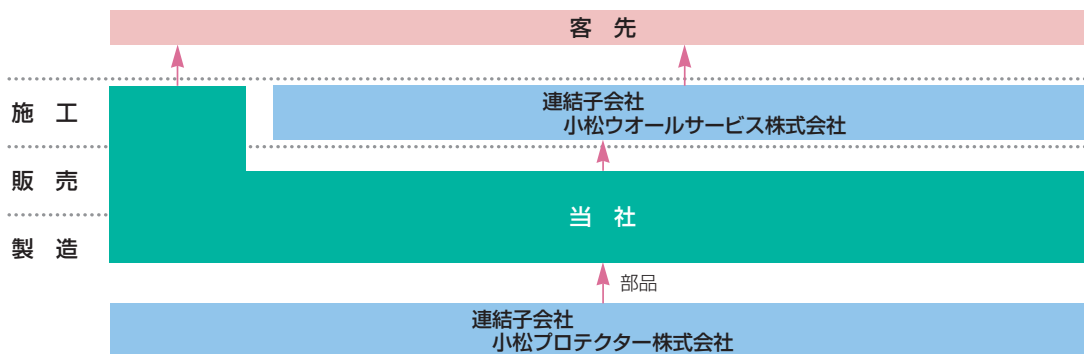 客　先
施　工
連結子会社
小松ウオールサービス株式会社
販　売
当　社
製　造
部品
連結子会社
小松プロテクター株式会社